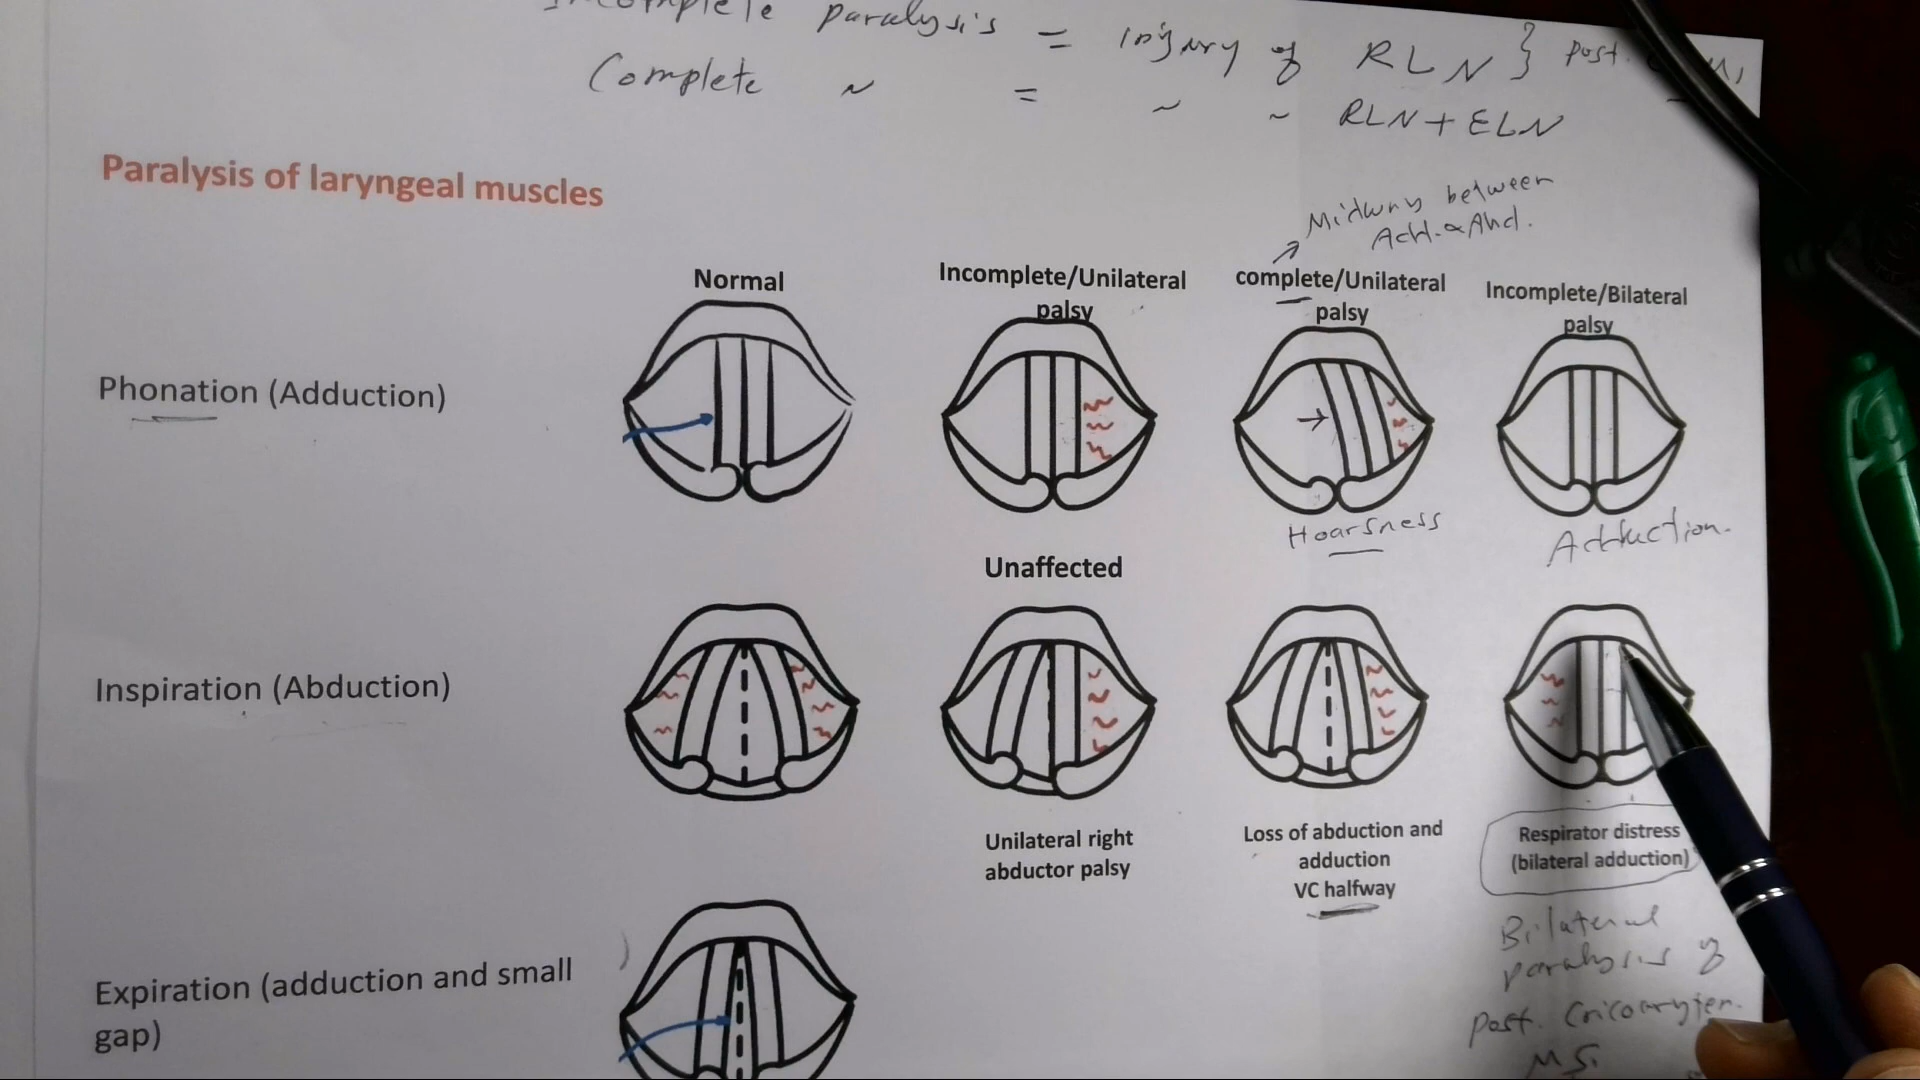 Incomplete paralysis = injury of RLN } post.
Complete ~ = ~ ~ RLN + ELN
Paralysis of laryngeal muscles
Midway between
Add. & Abd.
Normal
Incomplete/Unilateral
palsy
complete/Unilateral
palsy
Incomplete/Bilateral
palsy
Phonation (Adduction)
Hoarsness
Adduction.
Unaffected
Inspiration (Abduction)
Unilateral right
abductor palsy
Loss of abduction and
adduction
VC halfway
Respirator distress
(bilateral adduction)
Bilateral
paralysis of
post. Cricoaryten.
MS.
Expiration (adduction and small
gap)